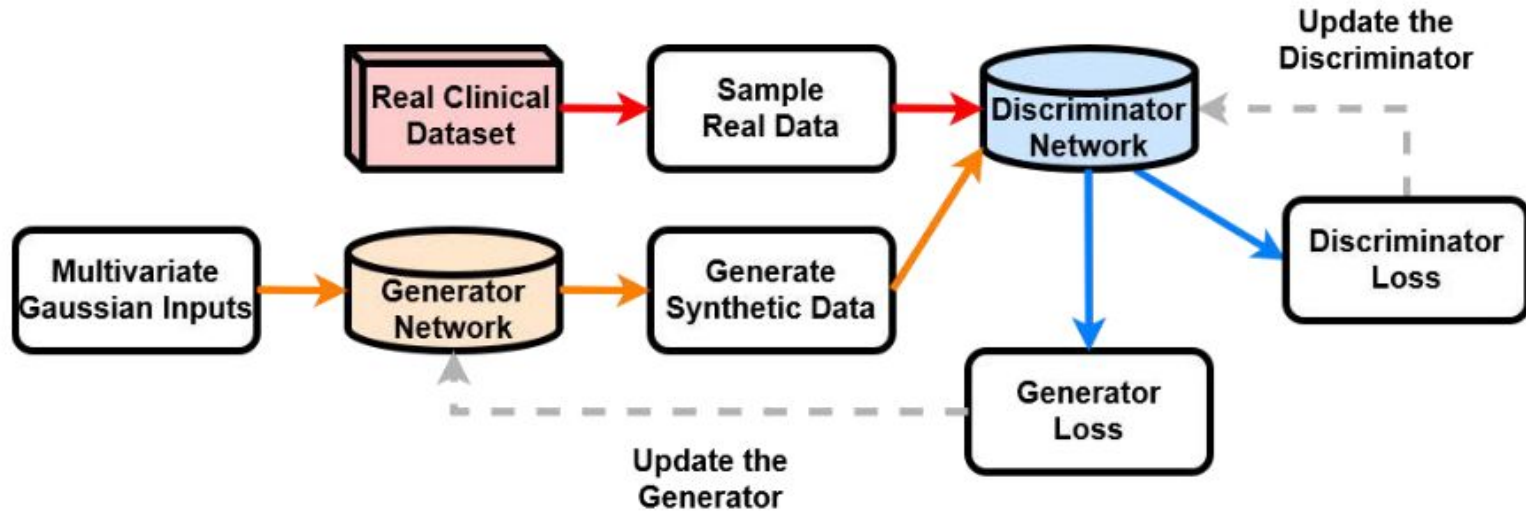 Update the
Discriminator
Real Clinical
Dataset
Sample
Real Data
Discriminator
Network
Multivariate
Gaussian Inputs
Generator
Network
Generate
Synthetic Data
Discriminator
Loss
Generator
Loss
Update the
Generator